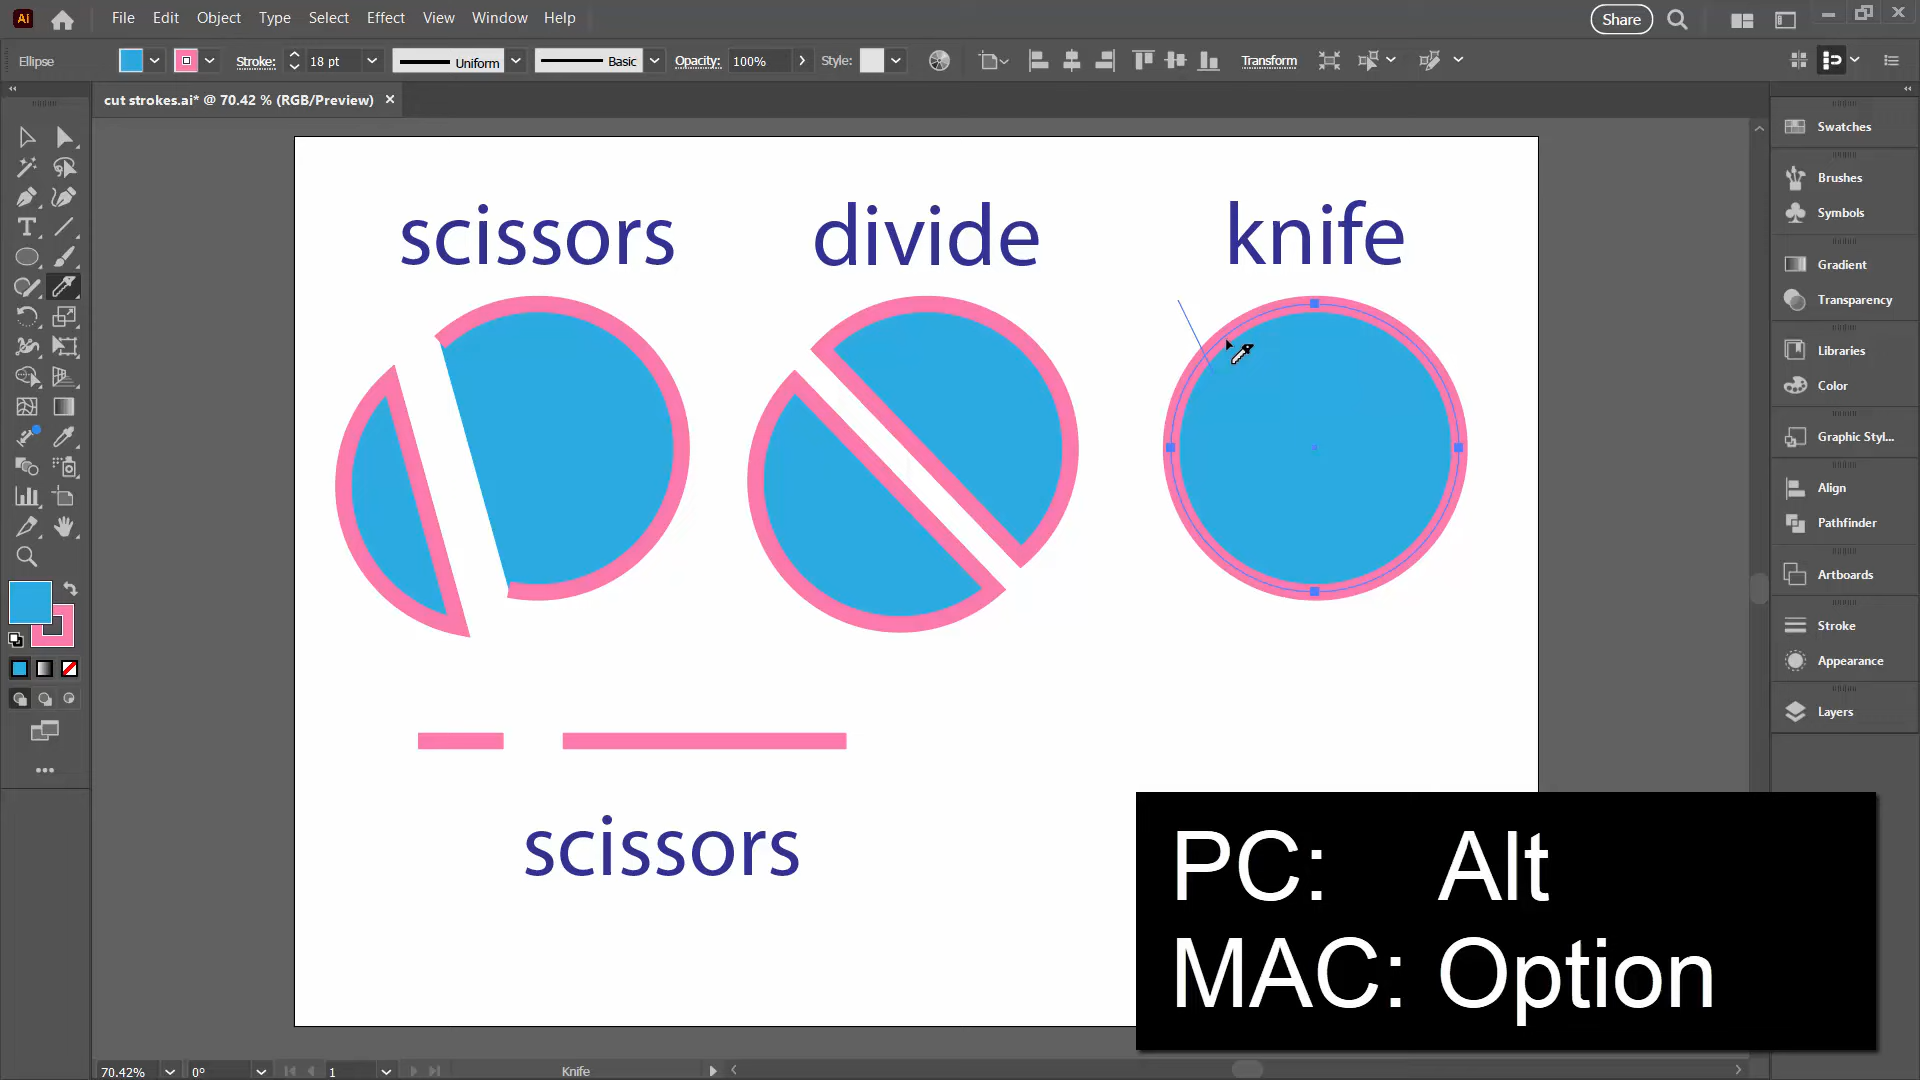 Ai File Edit Object Type Select Effect View Window Help Share
Ellipse Stroke: 18 pt Uniform Basic Opacity: 100% Style: Transform
cut strokes.ai* @ 70.42 % (RGB/Preview) ×
Swatches
Brushes
Symbols
Gradient
Transparency
Libraries
Color
Graphic Styl...
Align
Pathfinder
Artboards
Stroke
Appearance
Layers
scissors divide knife
scissors
PC: Alt
MAC: Option
70.42% 0° 1 Knife